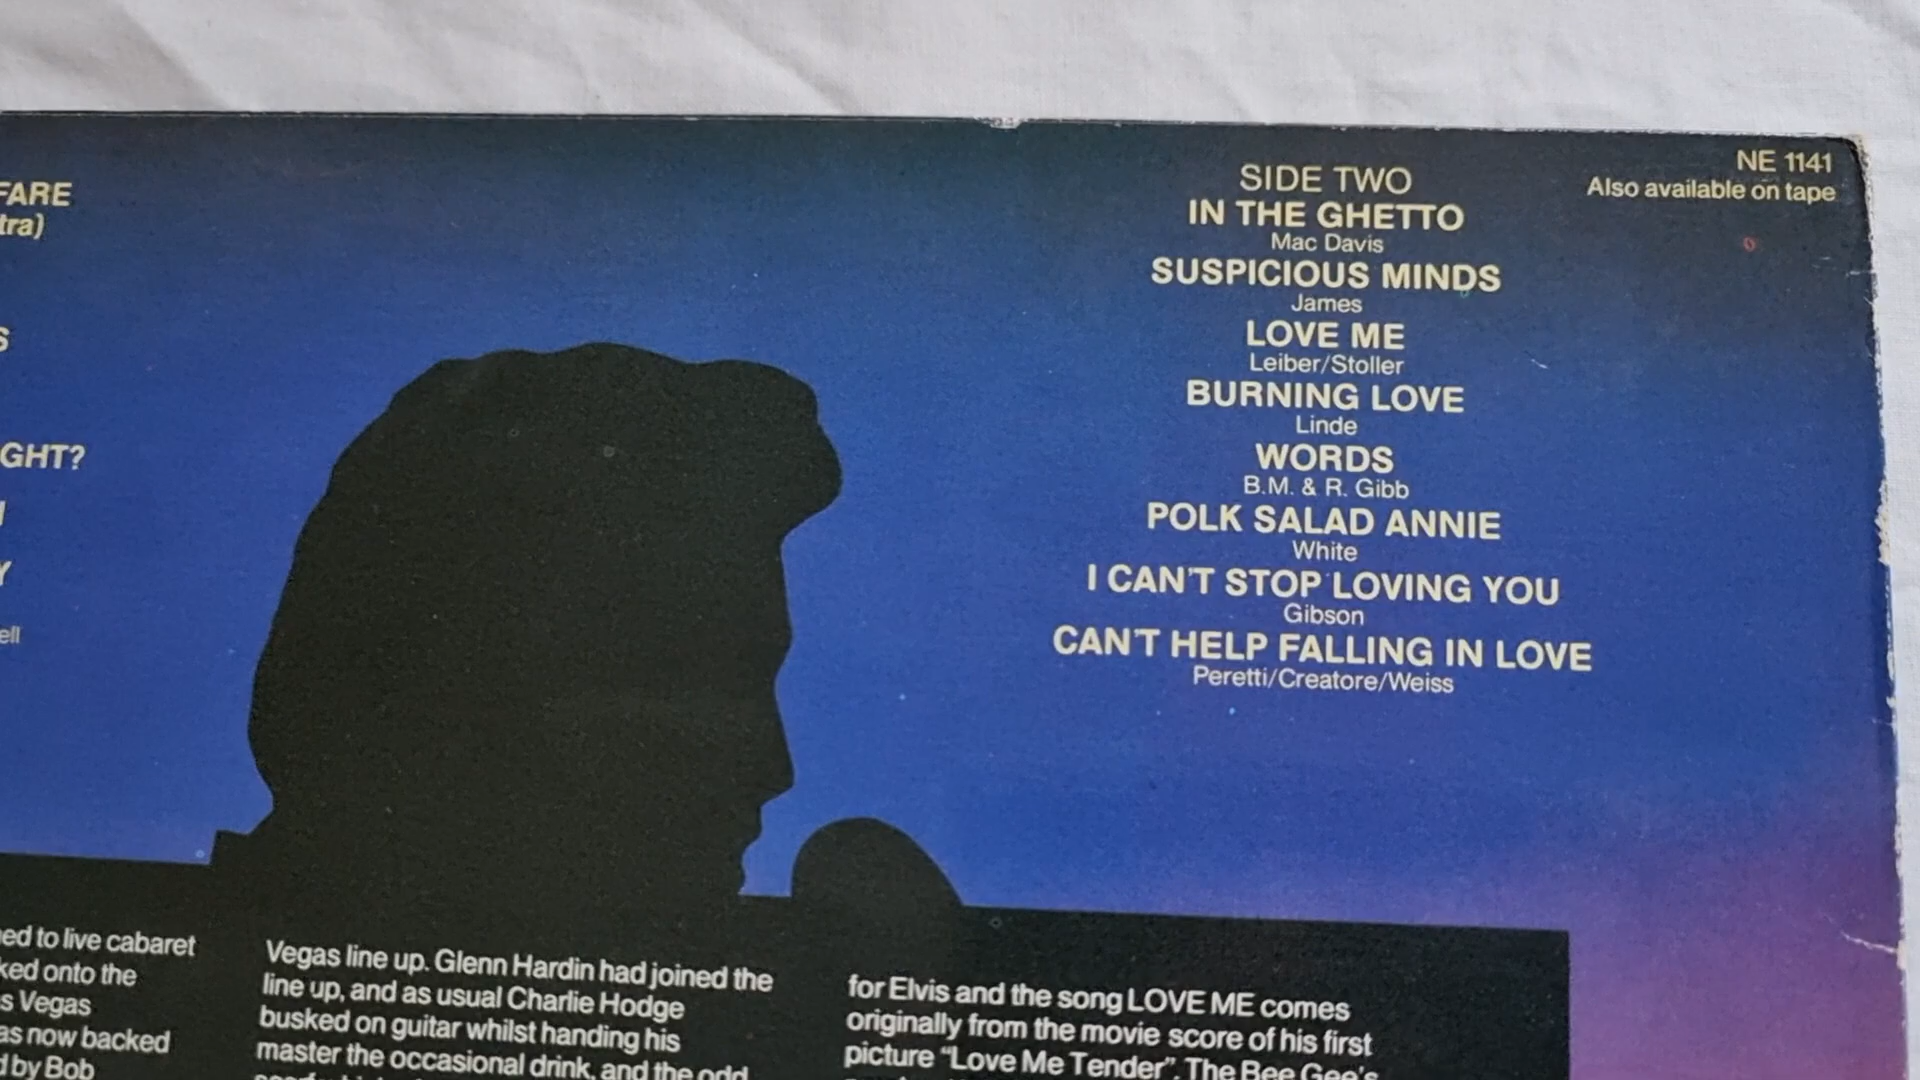 FARE
tra)
S
GHT?
Y
ell
SIDE TWO
IN THE GHETTO
Mac Davis
SUSPICIOUS MINDS
James
LOVE ME
Leiber/Stoller
BURNING LOVE
Linde
WORDS
B.M. & R. Gibb
POLK SALAD ANNIE
White
I CAN'T STOP LOVING YOU
Gibson
CAN'T HELP FALLING IN LOVE
Peretti/Creatore/Weiss
NE 1141
Also available on tape
ed to live cabaret
ked onto the
s Vegas
as now backed
d by Bob
Vegas line up. Glenn Hardin had joined the
line up, and as usual Charlie Hodge
busked on guitar whilst handing his
master the occasional drink, and the odd
for Elvis and the song LOVE ME comes
originally from the movie score of his first
picture “Love Me Tender”. The Bee Gee's